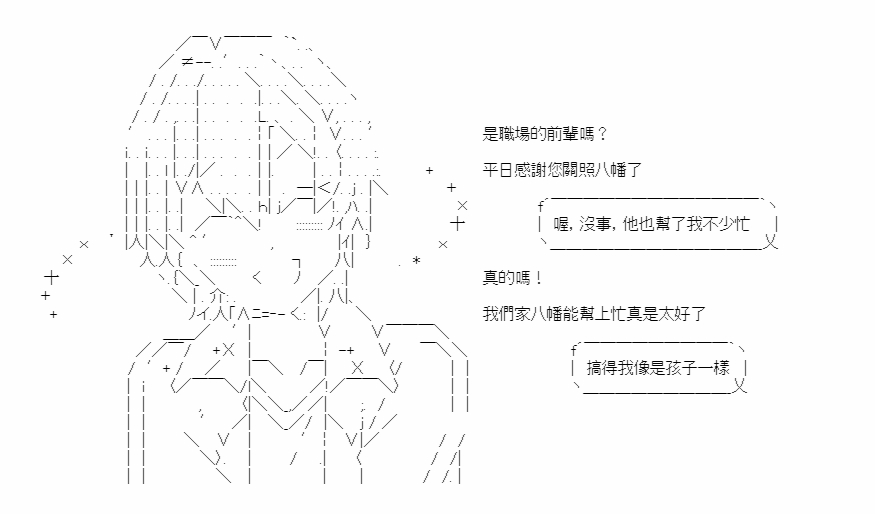 是職場的前輩嗎？
平日感謝您關照八幡了
喔,沒事,他也幫了我不少忙
真的嗎！
我們家八幡能幫上忙真是太好了
搞得我像是孩子一樣